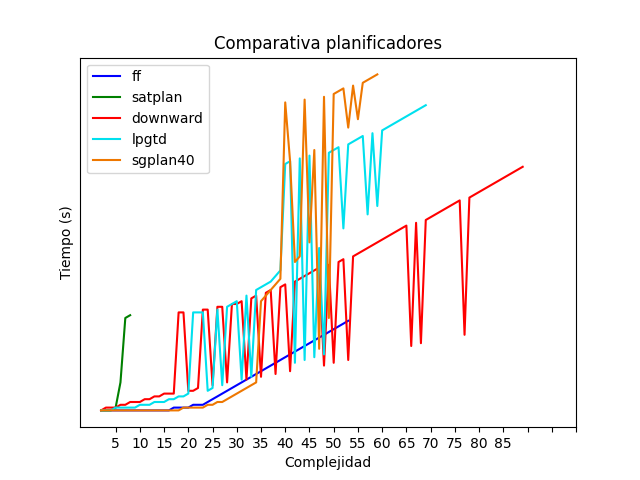 Comparativa planificadores
ff
satplan
downward
lpgtd
sgplan40
Tiempo (s)
5 10 15 20 25 30 35 40 45 50 55 60 65 70 75 80 85
Complejidad